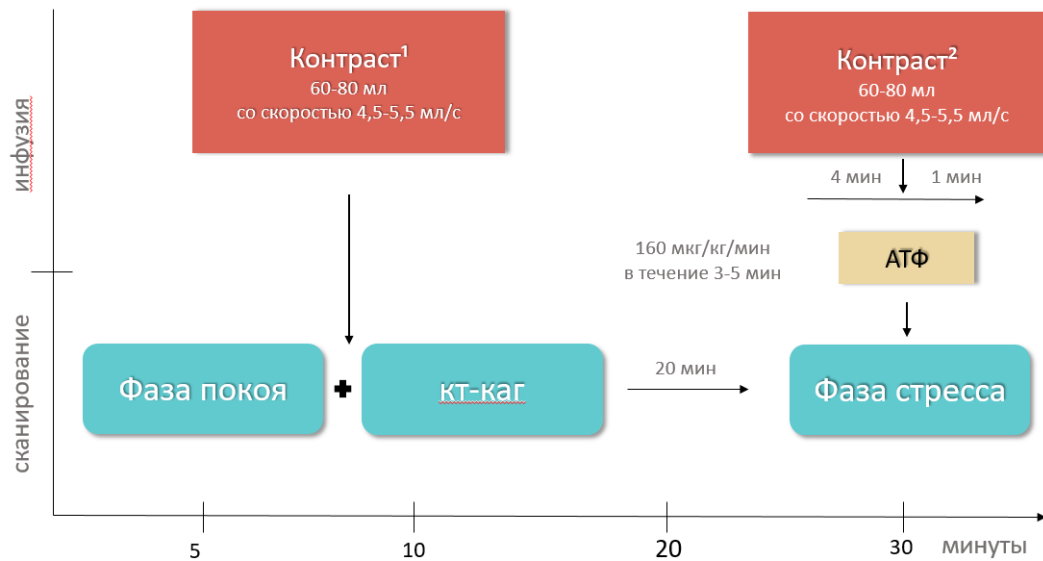 инфузия
Контраст¹
60-80 мл
со скоростью 4,5-5,5 мл/с
Контраст²
60-80 мл
со скоростью 4,5-5,5 мл/с
4 мин
1 мин
160 мкг/кг/мин
в течение 3-5 мин
АТФ
сканирование
Фаза покоя
+
кт-каг
20 мин
Фаза стресса
5
10
20
30
минуты